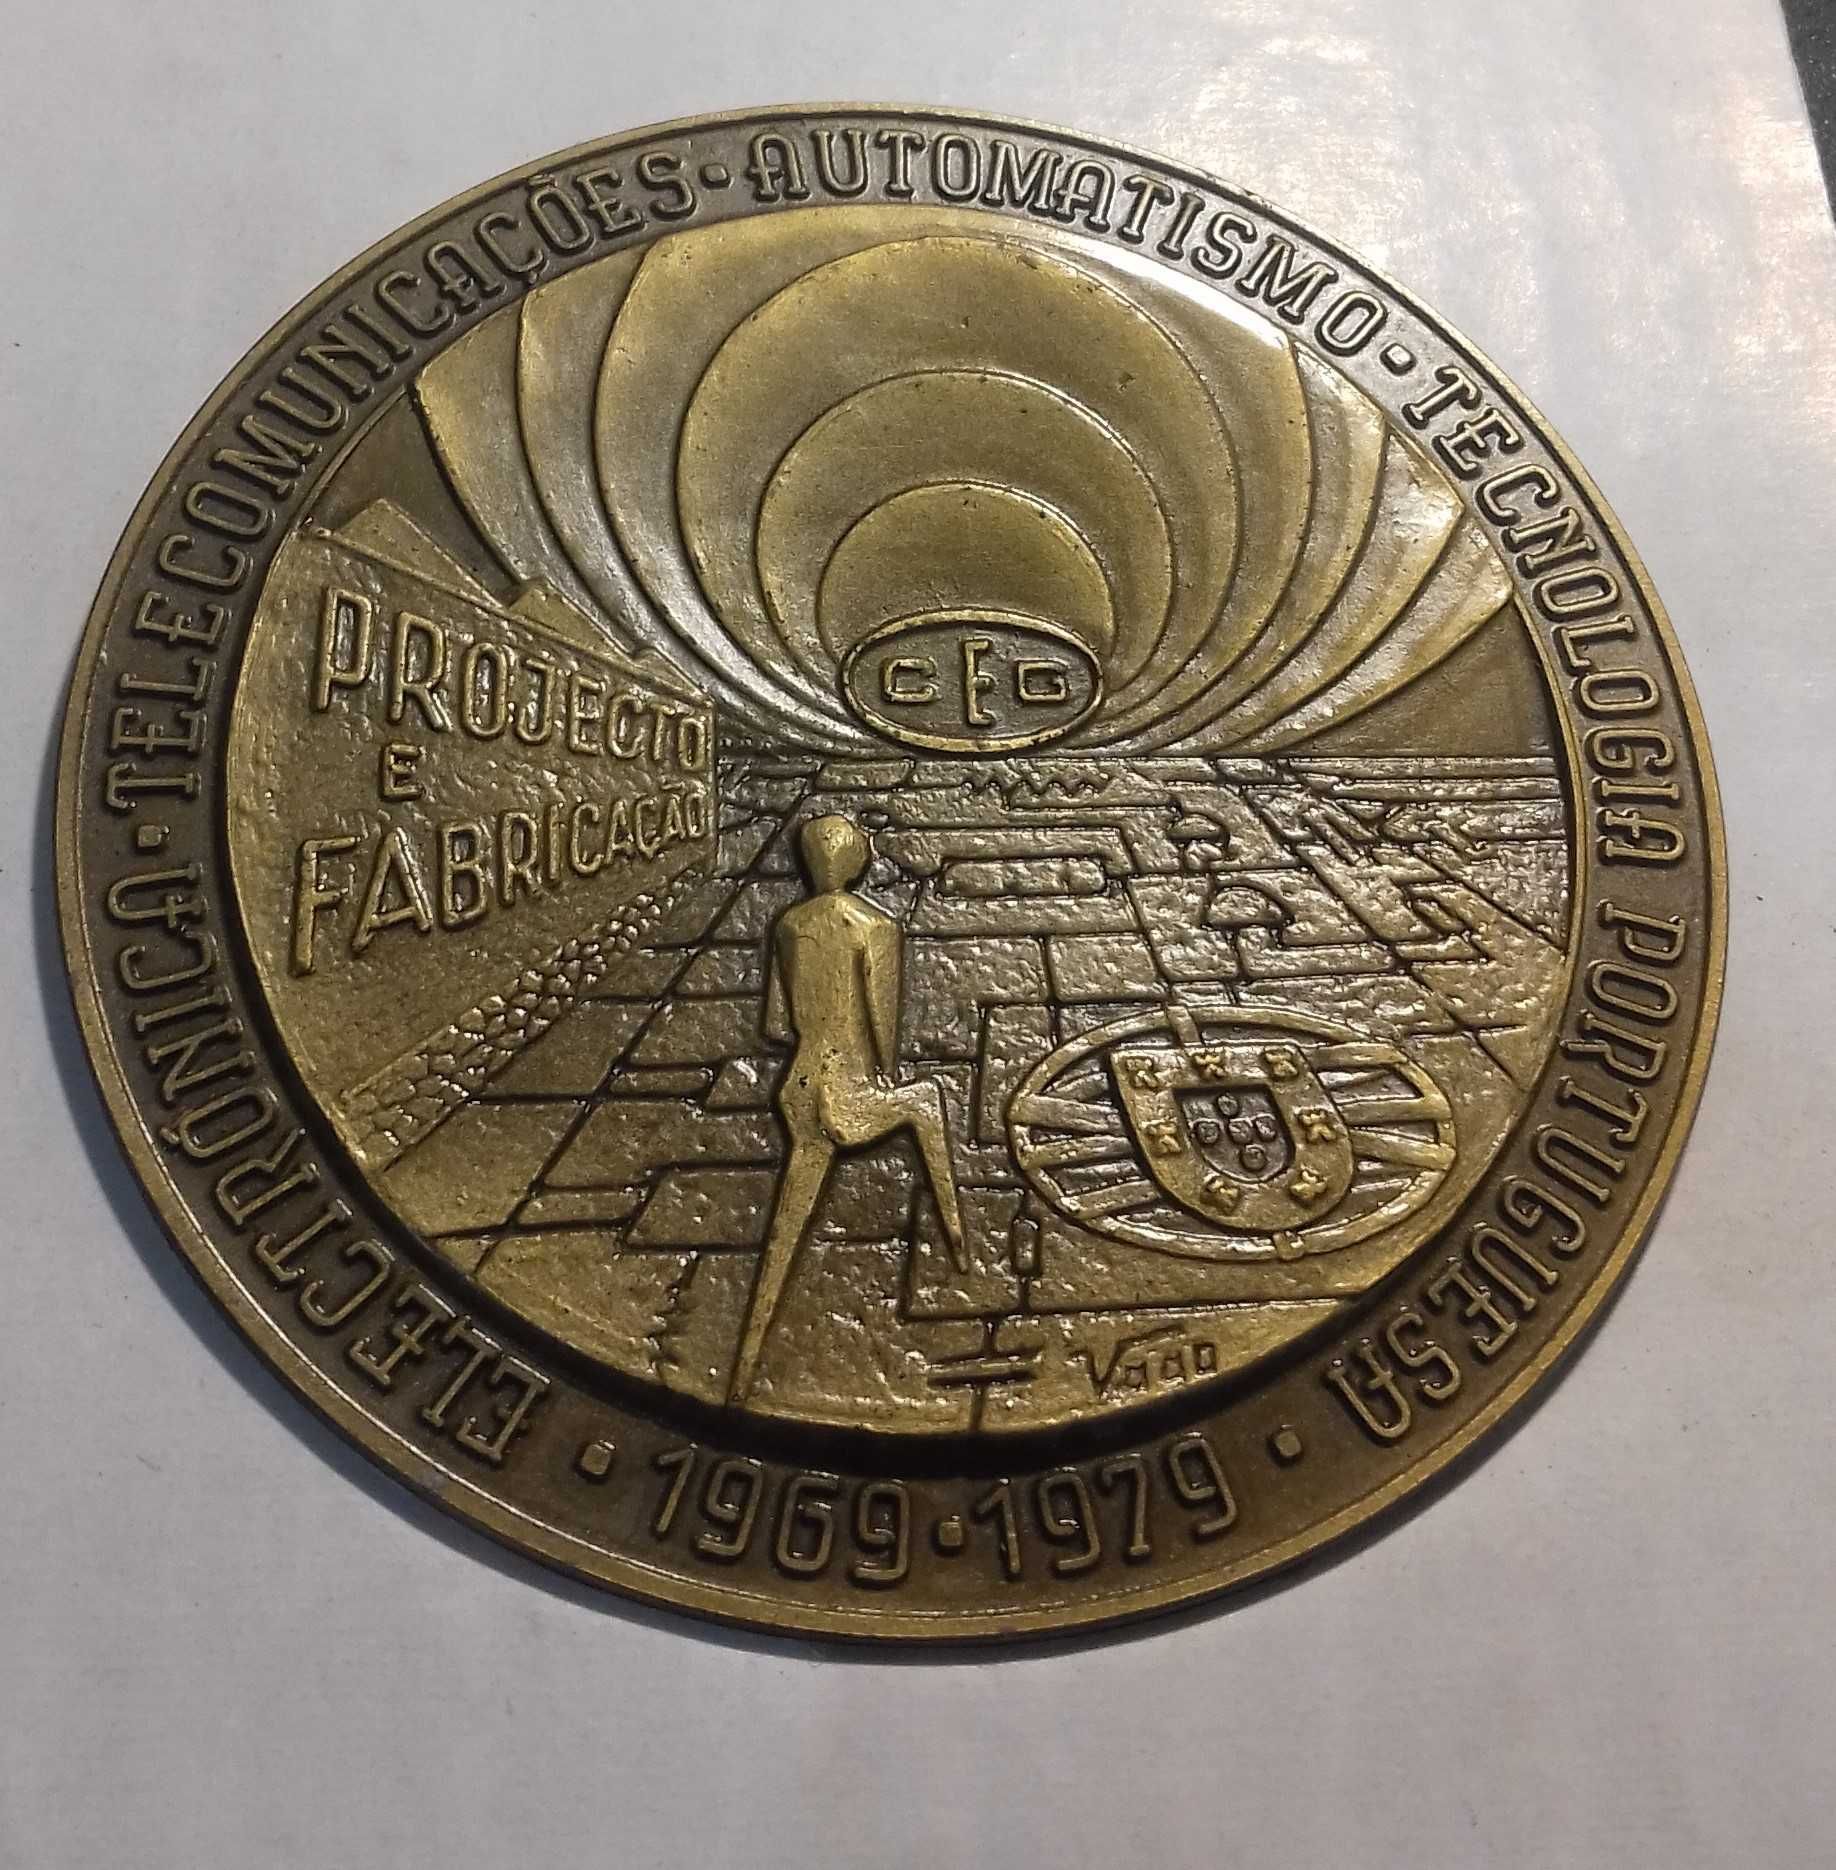 ELECTRÓNICA · TELECOMUNICAÇÕES · AUTOMATISMO · TECNOLOGIA PORTUGUESA ·
CEG
PROJECTO
E
FABRICAÇÃO
1969 · 1979 ·